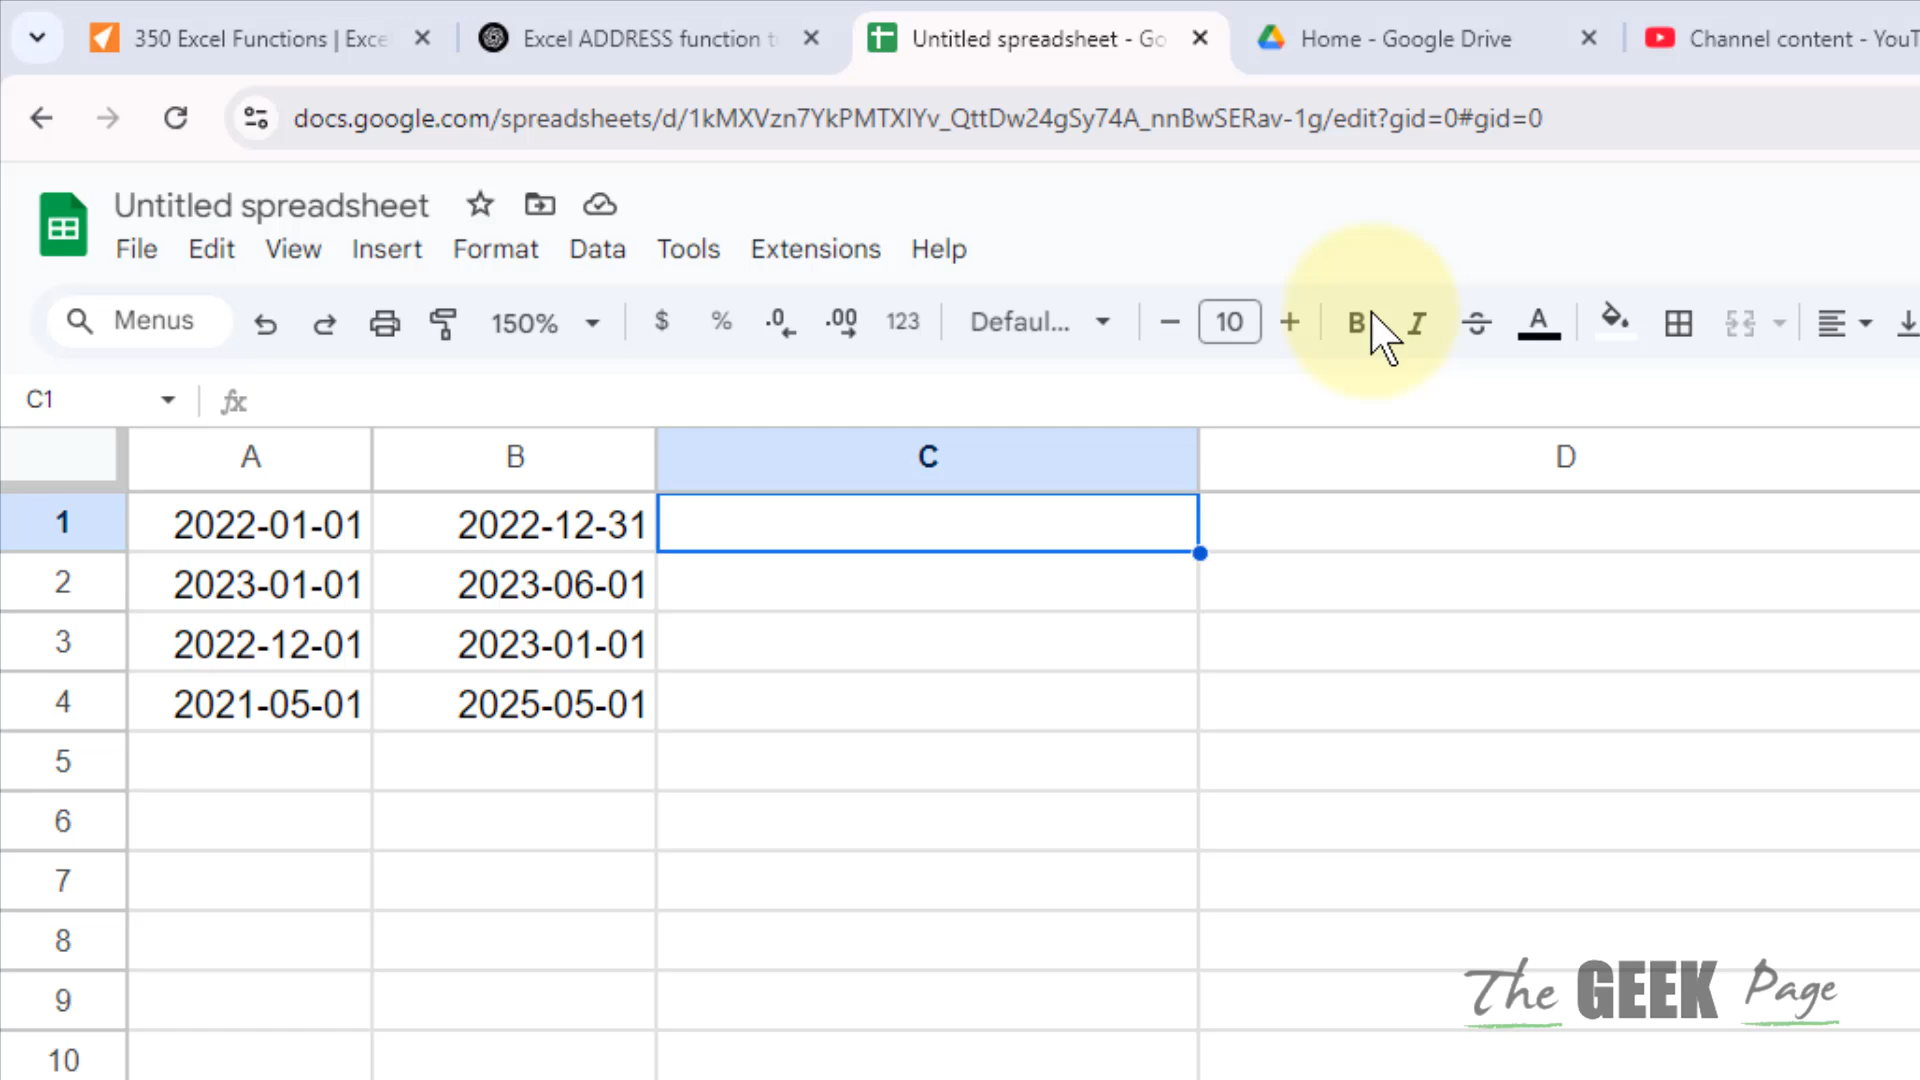 350 Excel Functions | Exce
Excel ADDRESS function t
Untitled spreadsheet - Go
Home - Google Drive
Channel content - YouT
docs.google.com/spreadsheets/d/1kMXVzn7YkPMTXIYv_QttDw24gSy74A_nnBwSERav-1g/edit?gid=0#gid=0
Untitled spreadsheet
File Edit View Insert Format Data Tools Extensions Help
Menus 150% $ % .0 .00 123 Defaul... 10 B I A
C1 fx
A B C D
1 2022-01-01 2022-12-31
2 2023-01-01 2023-06-01
3 2022-12-01 2023-01-01
4 2021-05-01 2025-05-01
5
6
7
8
9
10
The GEEK Page